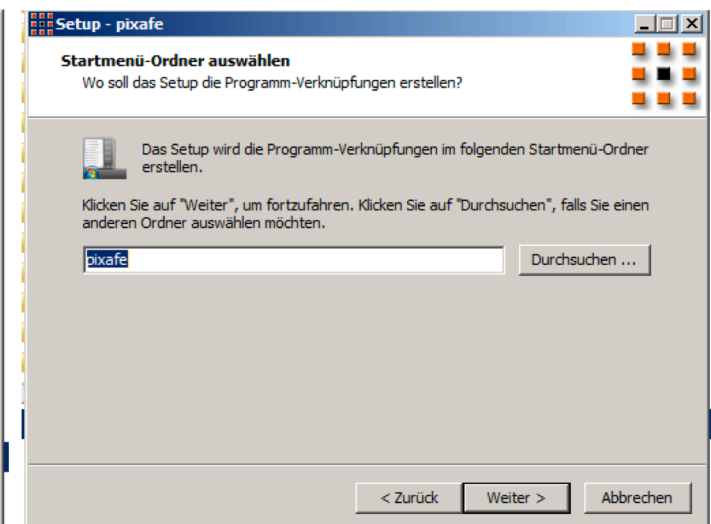 Setup - pixafe
Startmenü-Ordner auswählen
Wo soll das Setup die Programm-Verknüpfungen erstellen?
Das Setup wird die Programm-Verknüpfungen im folgenden Startmenü-Ordner
erstellen.
Klicken Sie auf "Weiter", um fortzufahren. Klicken Sie auf "Durchsuchen", falls Sie einen
anderen Ordner auswählen möchten.
pixafe
Durchsuchen ...
< Zurück
Weiter >
Abbrechen